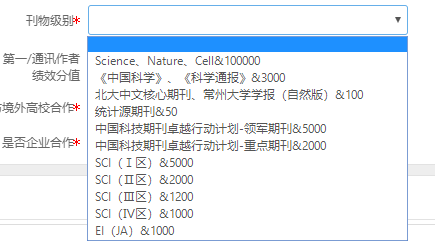 刊物级别*
Science、Nature、Cell&100000
第一/通讯作者
《中国科学》、《科学通报》&3000
绩效分值
北大中文核心期刊、常州大学学报（自然版）&100
境外高校合作*
统计源期刊&50
中国科技期刊卓越行动计划-领军期刊&5000
是否企业合作*
中国科技期刊卓越行动计划-重点期刊&2000
SCI（Ⅰ区）&5000
SCI（Ⅱ区）&2000
SCI（Ⅲ区）&1200
SCI（Ⅳ区）&1000
EI（JA）&1000